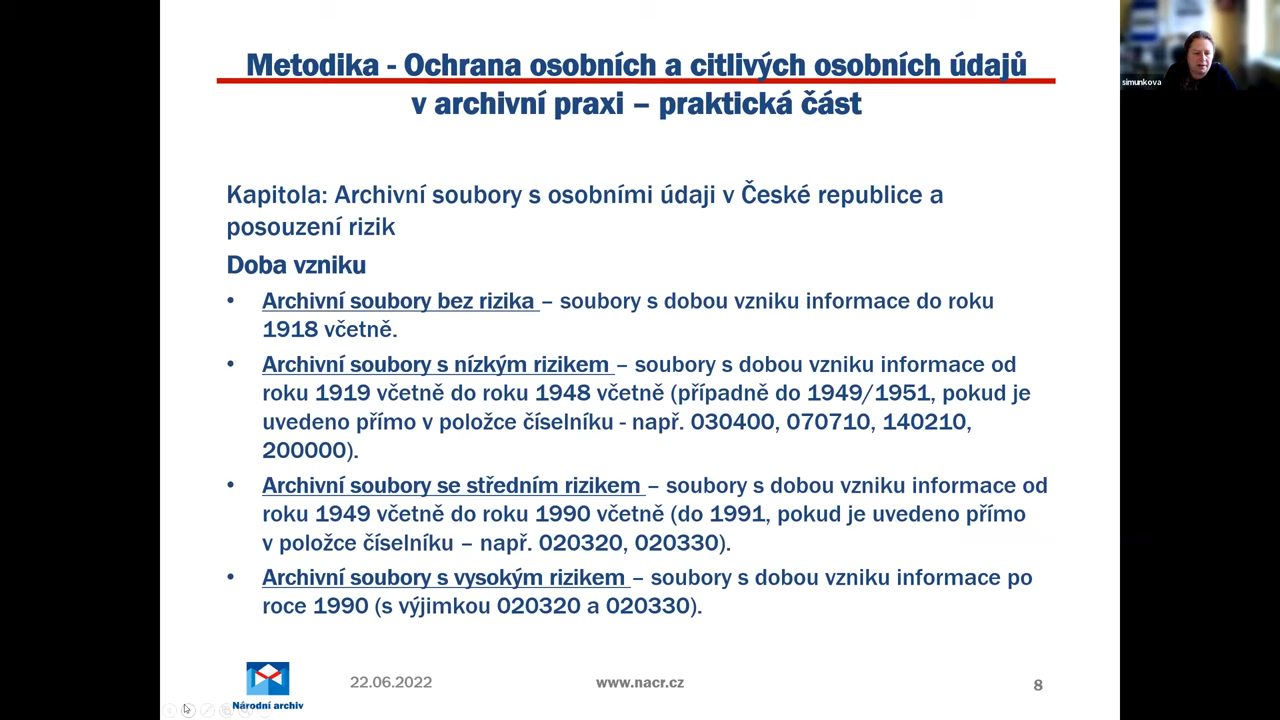 Metodika - Ochrana osobních a citlivých osobních údajů
v archivní praxi – praktická část
simunkova
Kapitola: Archivní soubory s osobními údaji v České republice a
posouzení rizik
Doba vzniku
• Archivní soubory bez rizika – soubory s dobou vzniku informace do roku
1918 včetně.
• Archivní soubory s nízkým rizikem – soubory s dobou vzniku informace od
roku 1919 včetně do roku 1948 včetně (případně do 1949/1951, pokud je
uvedeno přímo v položce číselníku - např. 030400, 070710, 140210,
200000).
• Archivní soubory se středním rizikem – soubory s dobou vzniku informace od
roku 1949 včetně do roku 1990 včetně (do 1991, pokud je uvedeno přímo
v položce číselníku – např. 020320, 020330).
• Archivní soubory s vysokým rizikem – soubory s dobou vzniku informace po
roce 1990 (s výjimkou 020320 a 020330).
Národní archiv
22.06.2022
www.nacr.cz
8